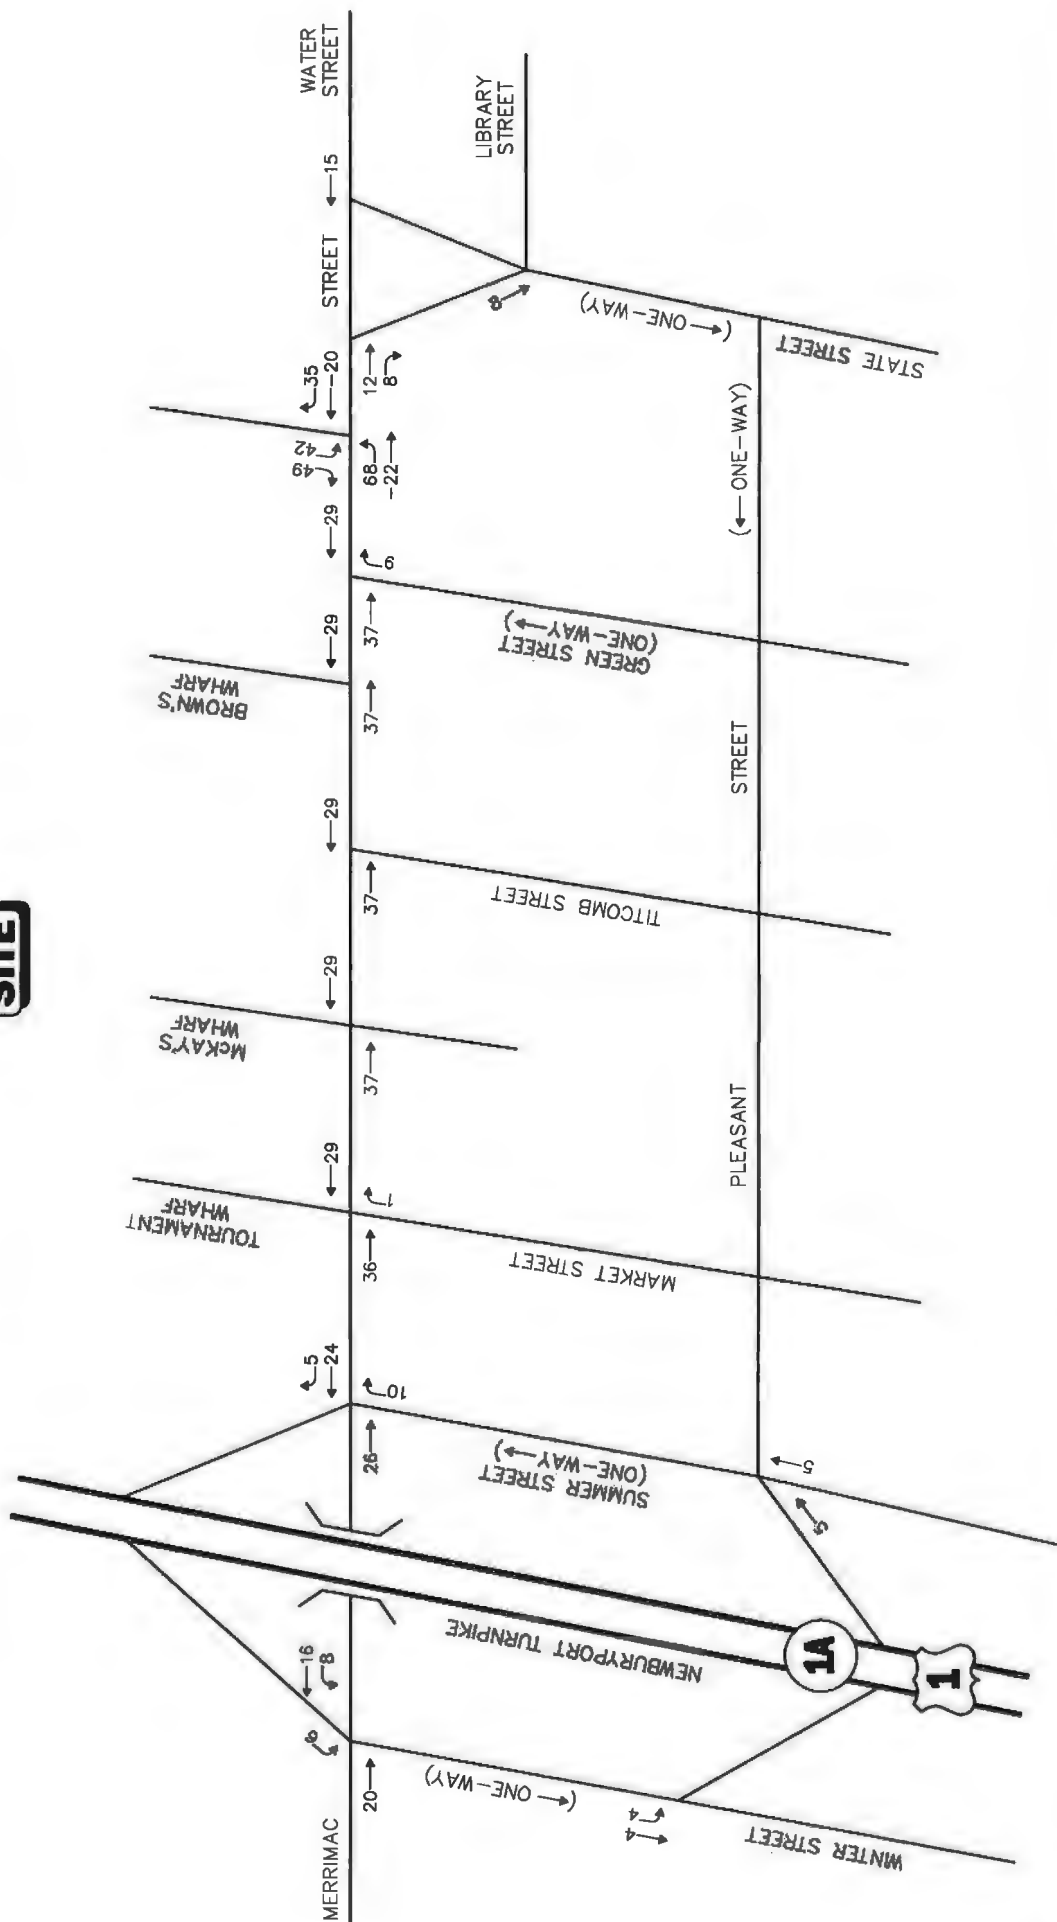 SITE
WATER
STREET
LIBRARY
STREET
←15
STREET
35
←-20
12→
8
8
(←ONE-WAY)
STATE STREET
42
49
68
-22→
←29
9
(←ONE-WAY)
←29
37→
GREEN STREET
(ONE-WAY→)
BROWN'S
WHARF
37→
STREET
←29
37→
TITCOMB STREET
←29
McKAY'S
WHARF
37→
PLEASANT
←29
1
TOURNAMENT
WHARF
36→
MARKET STREET
5
←24
10
26→
SUMMER STREET
(ONE-WAY→)
5→
5
NEWBURYPORT TURNPIKE
1A
1
←16
8
6
20→
(←ONE-WAY)
4
4
WINTER STREET
MERRIMAC